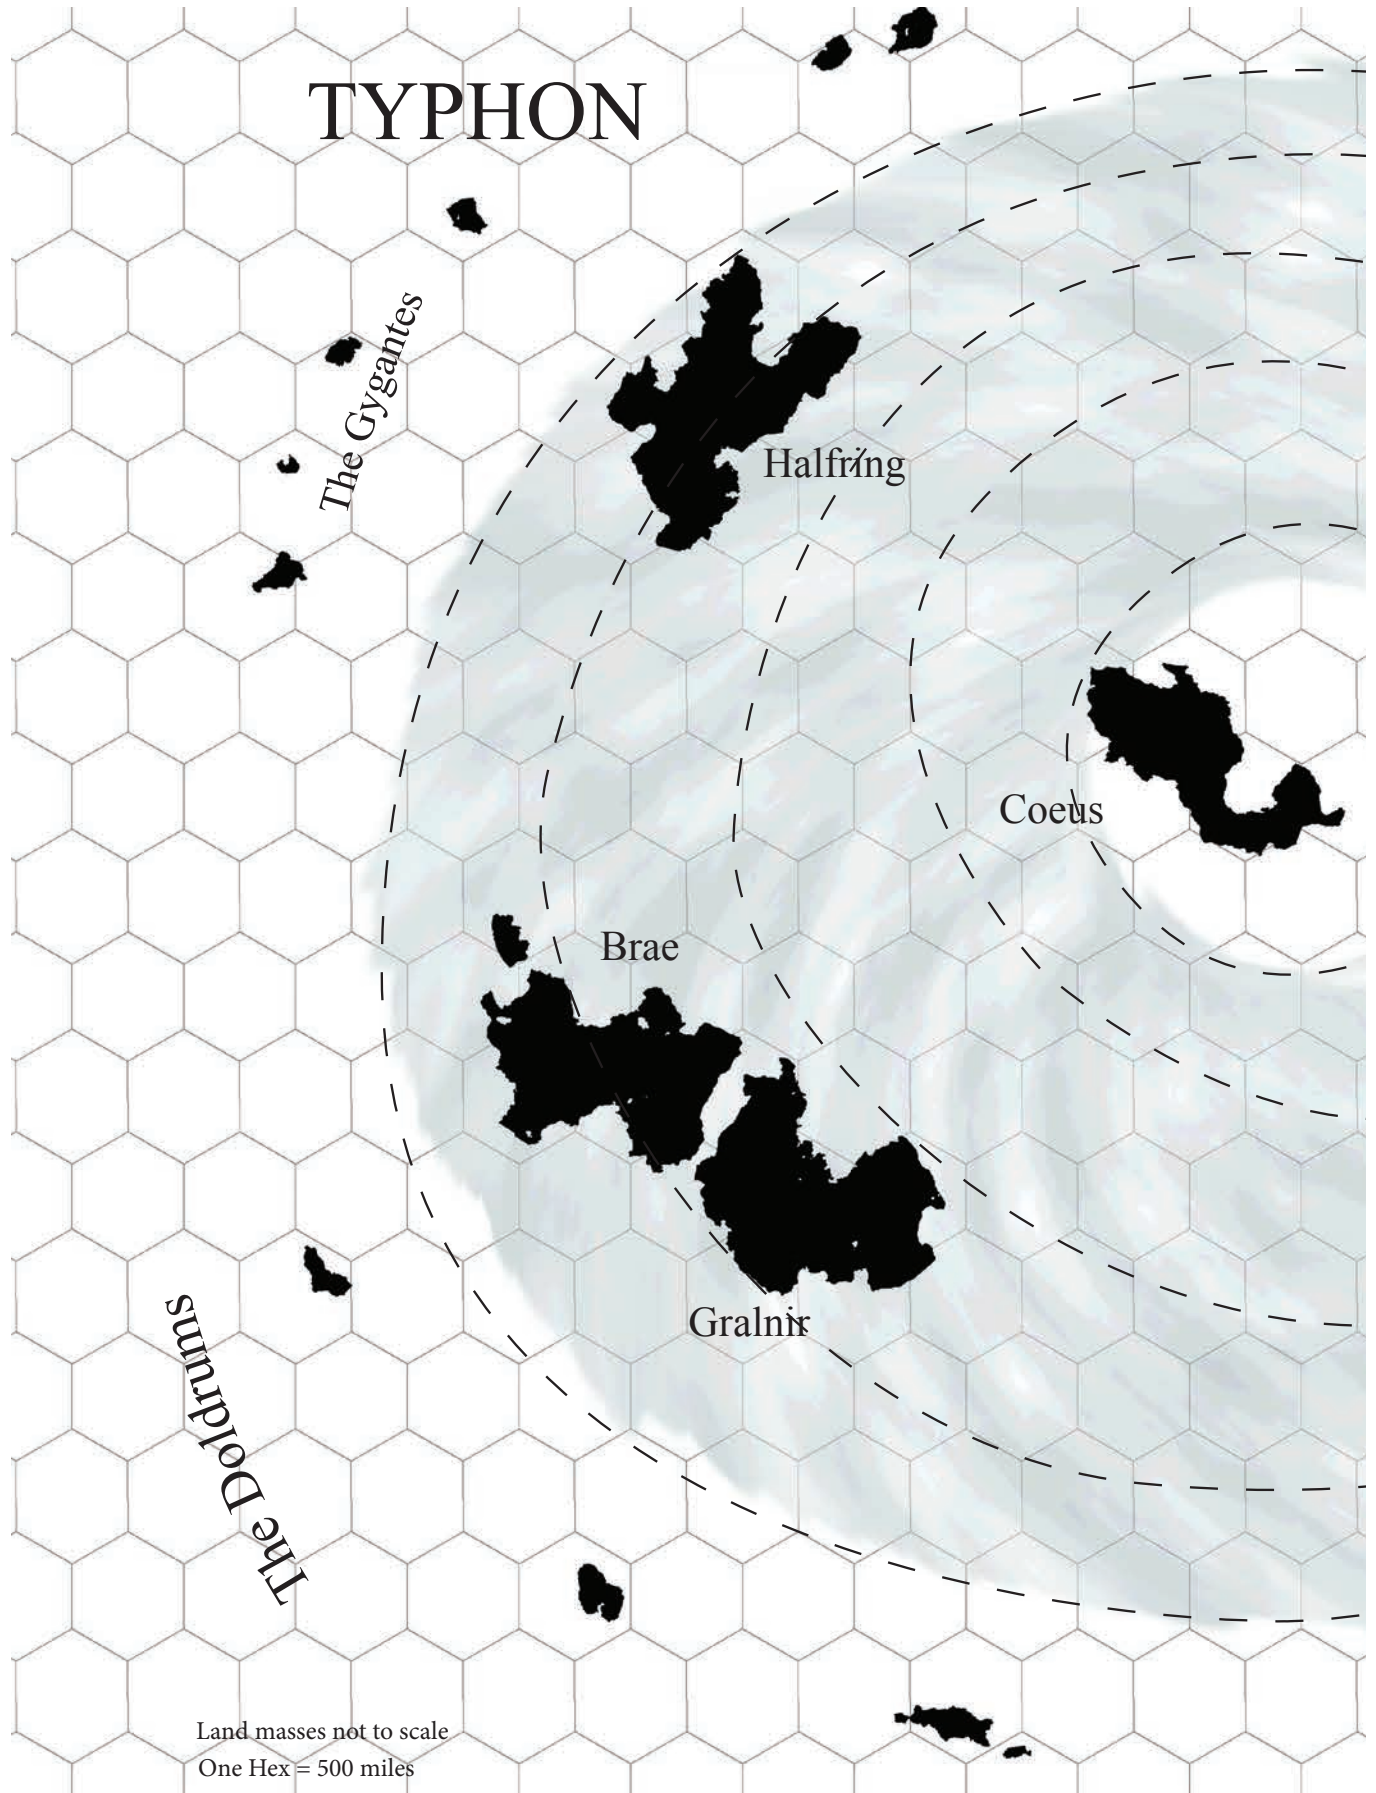 TYPHON
The Gygantes
Halfring
Coeus
Brae
Gralnir
The Doldrums
Land masses not to scale
One Hex = 500 miles